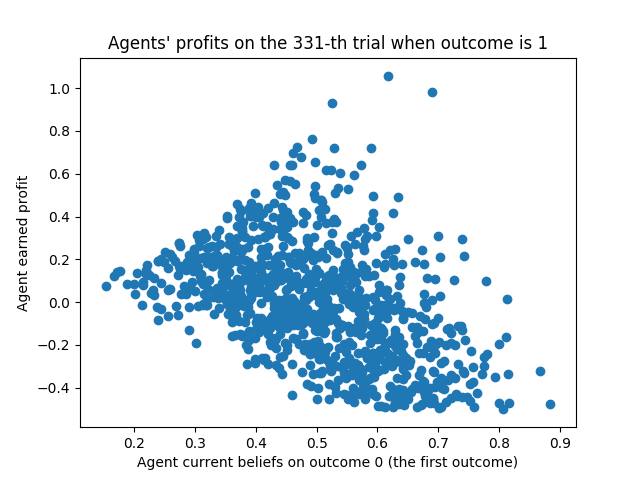 Agents' profits on the 331-th trial when outcome is 1
Agent earned profit
1.0
0.8
0.6
0.4
0.2
0.0
−0.2
−0.4
0.2 0.3 0.4 0.5 0.6 0.7 0.8 0.9
Agent current beliefs on outcome 0 (the first outcome)